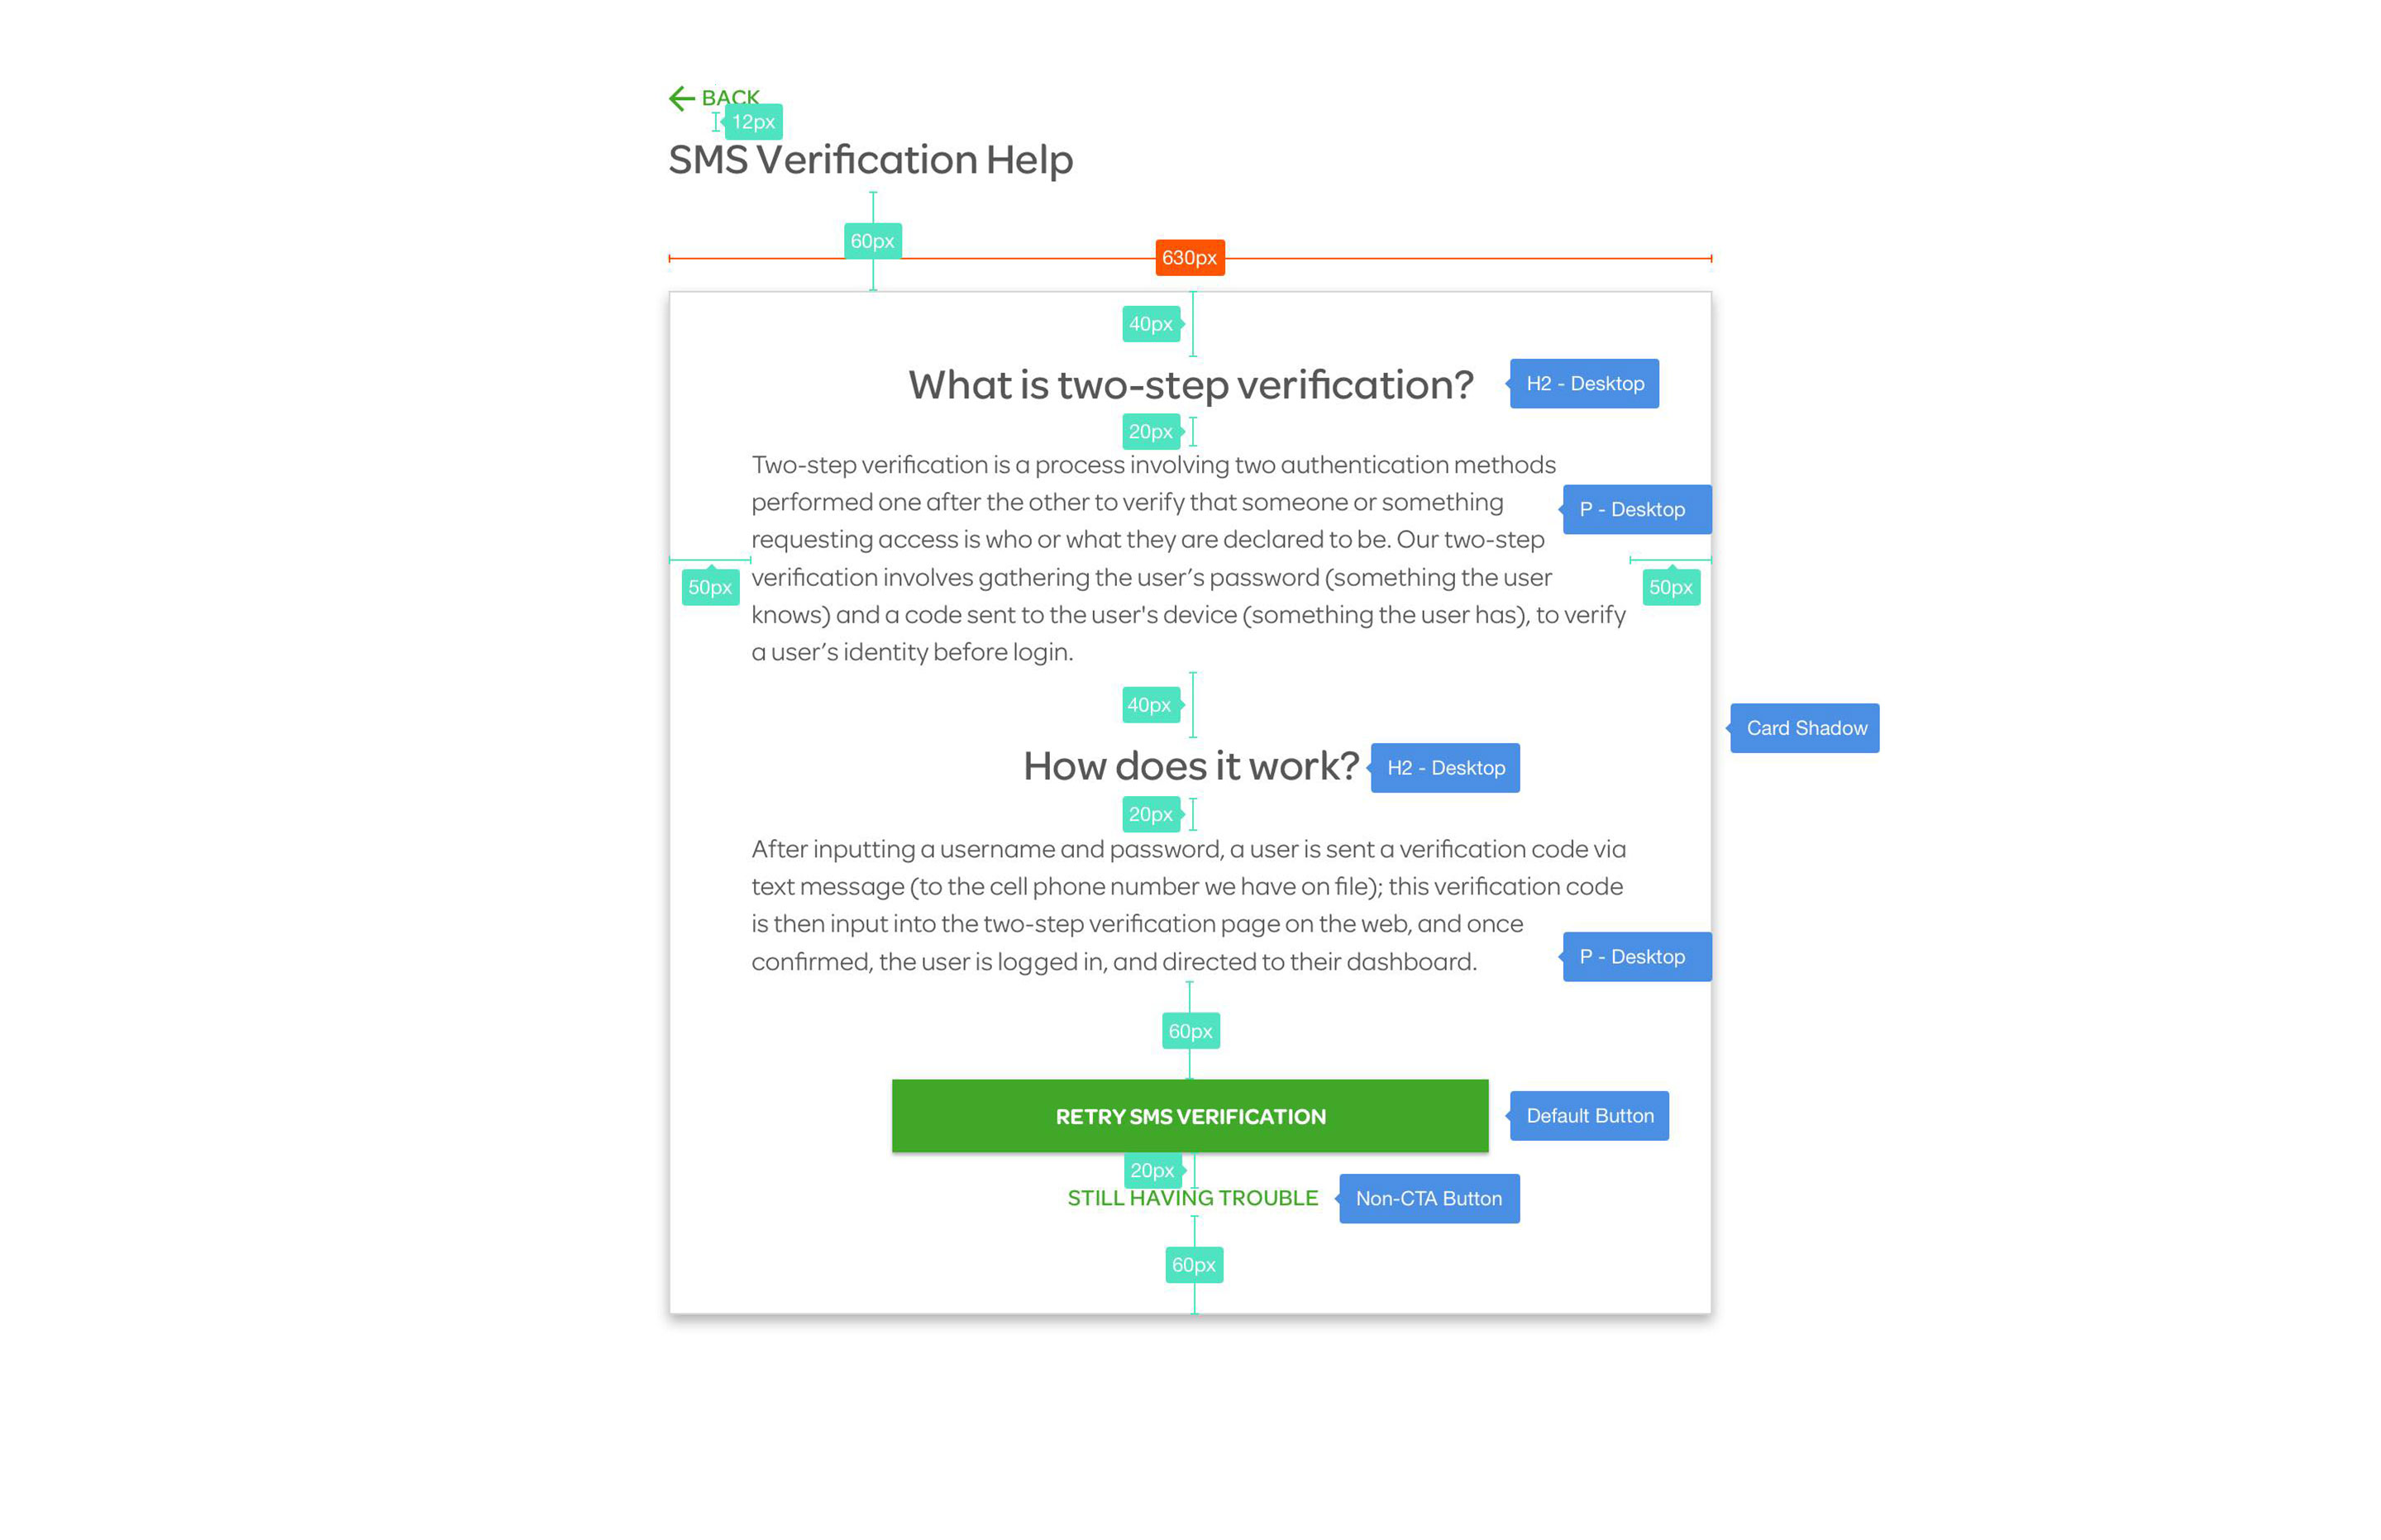 BACK
12px
SMS Verification Help
60px
630px
40px
What is two-step verification?
H2 - Desktop
20px
Two-step verification is a process involving two authentication methods
performed one after the other to verify that someone or something
P - Desktop
requesting access is who or what they are declared to be. Our two-step
verification involves gathering the user’s password (something the user
50px
50px
knows) and a code sent to the user's device (something the user has), to verify
a user’s identity before login.
40px
Card Shadow
How does it work?
H2 - Desktop
20px
After inputting a username and password, a user is sent a verification code via
text message (to the cell phone number we have on file); this verification code
is then input into the two-step verification page on the web, and once
confirmed, the user is logged in, and directed to their dashboard.
P - Desktop
60px
RETRY SMS VERIFICATION
Default Button
20px
STILL HAVING TROUBLE
Non-CTA Button
60px